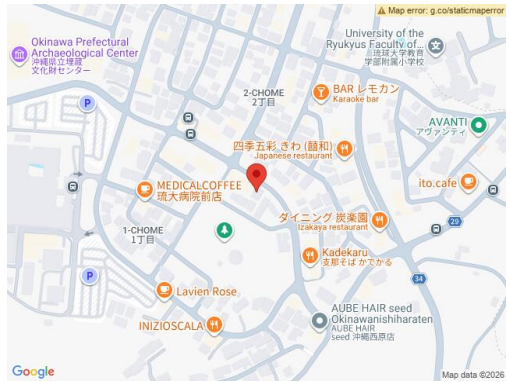 Map error: g.co/staticmaperror
University of the
Ryukyus Faculty of...
琉球大学教育
学部附属小学校
Okinawa Prefectural
Archaeological Center
沖縄県立埋蔵
文化財センター
P
2-CHOME
2丁目
BAR レモカン
Karaoke bar
AVANTI
アヴァンティ
四季五彩 きわ (囍和)
Japanese restaurant
MEDICALCOFFEE
琉大病院前店
ito.cafe
ダイニング 炭楽園
Izakaya restaurant
29
1-CHOME
1丁目
Kadekaru
支那そば かでかる
P
34
Lavien Rose
AUBE HAIR seed
Okinawanishiharaten
AUBE HAIR
seed 沖縄西原店
INIZIOSCALA
Google
Map data ©2026